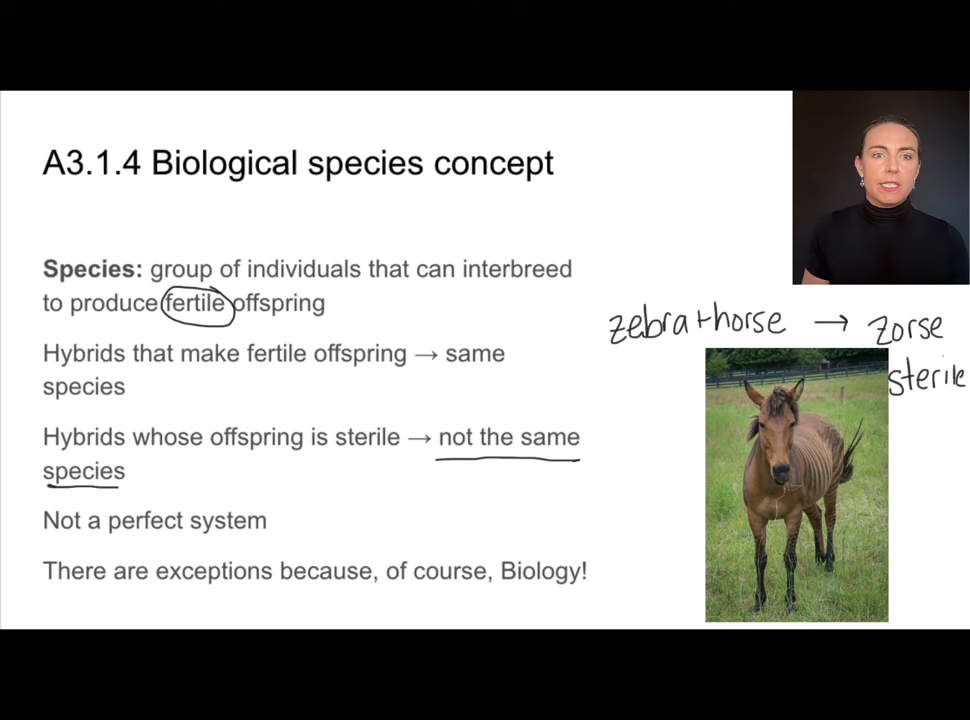 A3.1.4 Biological species concept
Species: group of individuals that can interbreed
to produce fertile offspring
Hybrids that make fertile offspring → same
species
Hybrids whose offspring is sterile → not the same
species
Not a perfect system
There are exceptions because, of course, Biology!
zebra + horse → zorse
sterile